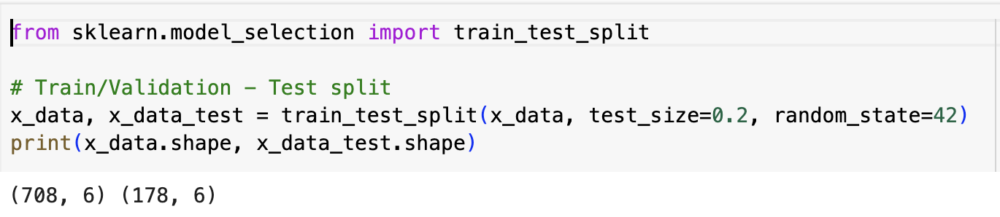 from sklearn.model_selection import train_test_split
# Train/Validation - Test split
x_data, x_data_test = train_test_split(x_data, test_size=0.2, random_state=42)
print(x_data.shape, x_data_test.shape)
(708, 6) (178, 6)